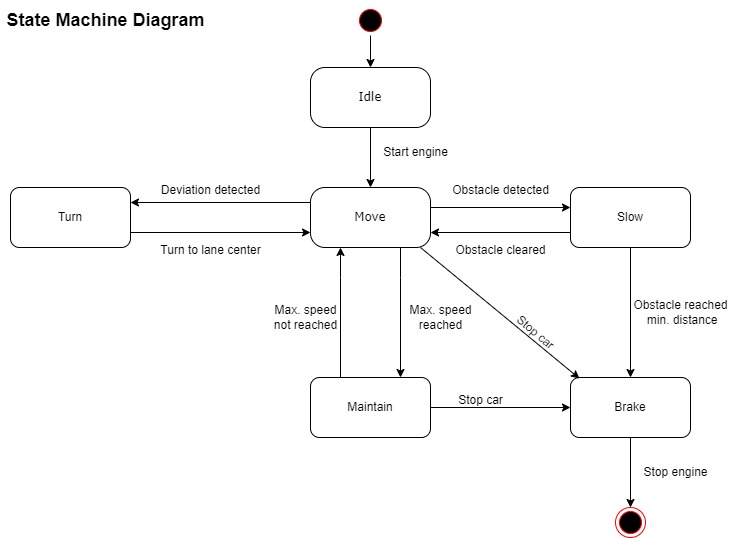 State Machine Diagram
Idle
Start engine
Deviation detected
Obstacle detected
Turn
Move
Slow
Turn to lane center
Obstacle cleared
Max. speed
not reached
Max. speed
reached
Stop car
Obstacle reached
min. distance
Maintain
Stop car
Brake
Stop engine